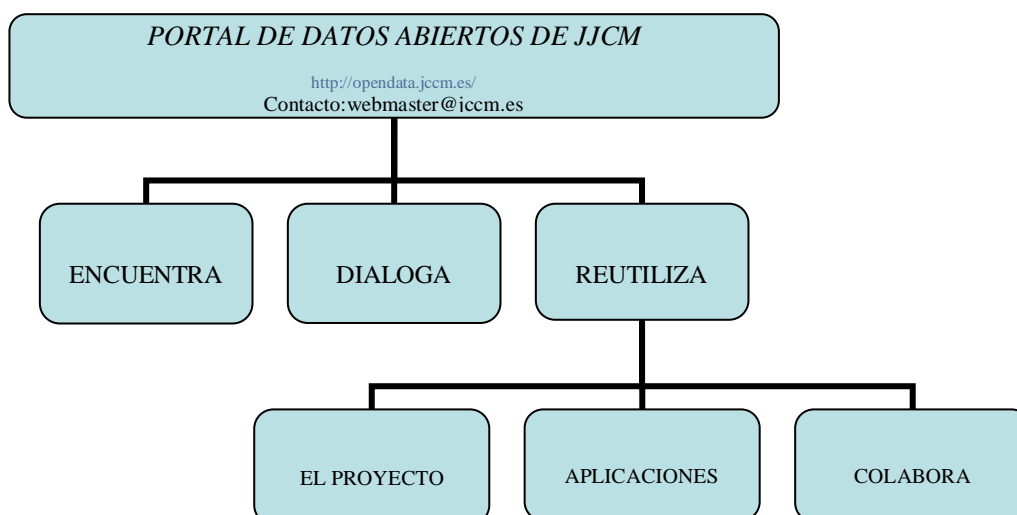 PORTAL DE DATOS ABIERTOS DE JJCM
http://opendata.jccm.es/
Contacto:webmaster@jccm.es
ENCUENTRA
DIALOGA
REUTILIZA
EL PROYECTO
APLICACIONES
COLABORA